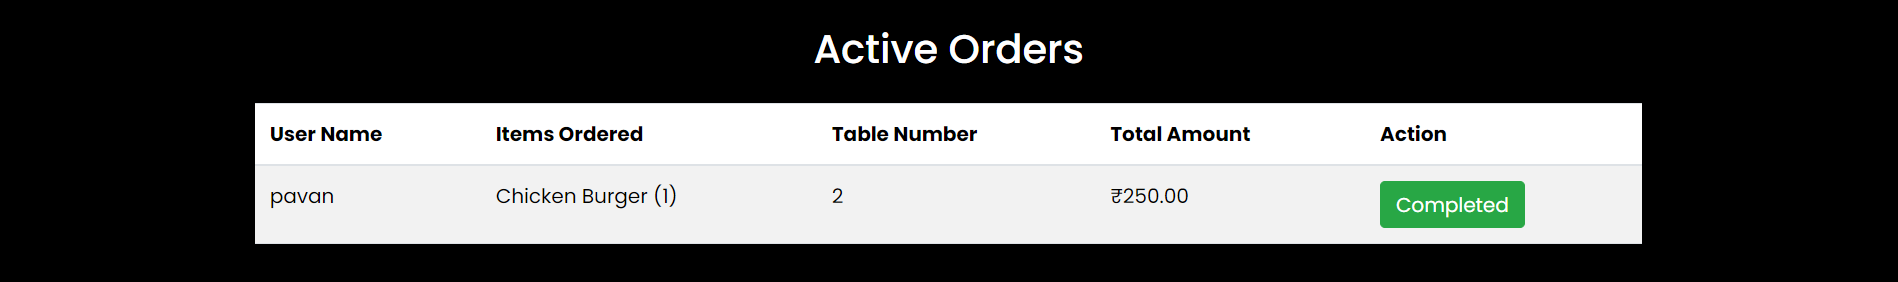 Active Orders
User Name Items Ordered Table Number Total Amount Action
pavan Chicken Burger (1) 2 ₹250.00 Completed